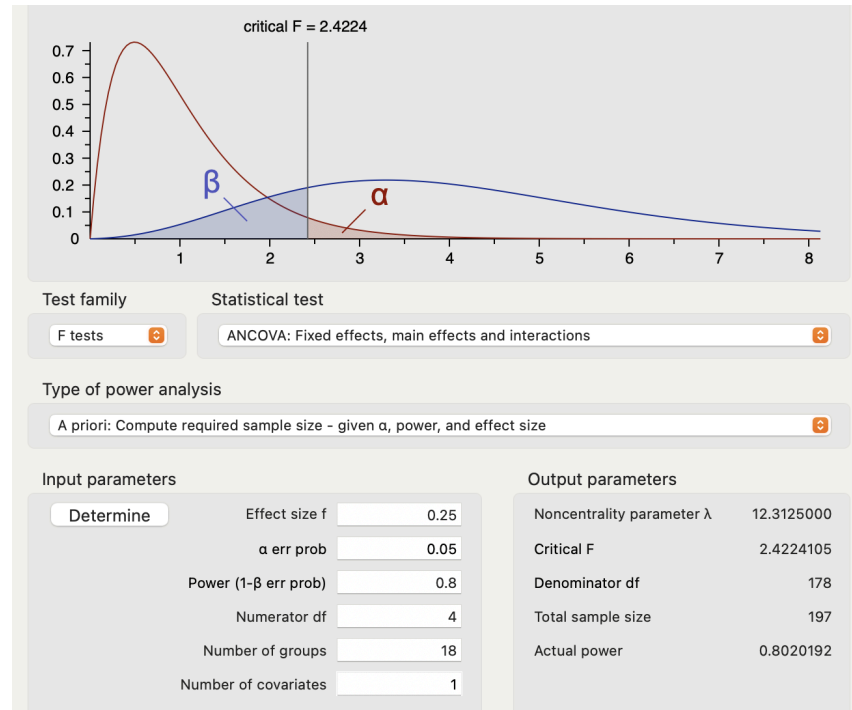 critical F = 2.4224
0.7
0.6
0.5
0.4
0.3
0.2
0.1
0
β
α
1 2 3 4 5 6 7 8
Test family Statistical test
F tests ANCOVA: Fixed effects, main effects and interactions
Type of power analysis
A priori: Compute required sample size - given α, power, and effect size
Input parameters Output parameters
Determine Effect size f 0.25 Noncentrality parameter λ 12.3125000
α err prob 0.05 Critical F 2.4224105
Power (1-β err prob) 0.8 Denominator df 178
Numerator df 4 Total sample size 197
Number of groups 18 Actual power 0.8020192
Number of covariates 1